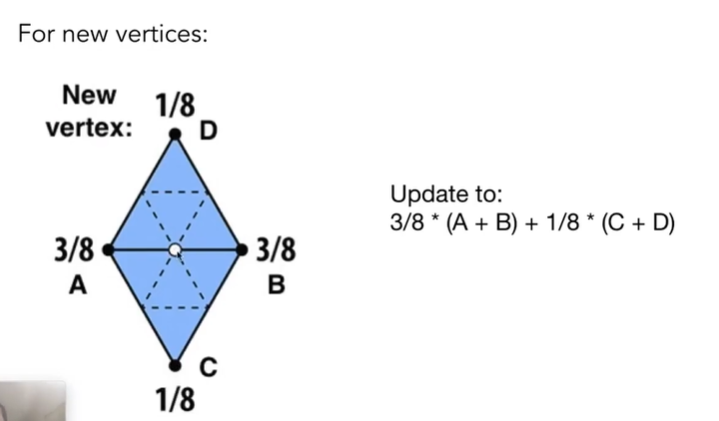 For new vertices:
New
vertex:
1/8
D
3/8
A
3/8
B
C
1/8
Update to:
3/8 * (A + B) + 1/8 * (C + D)